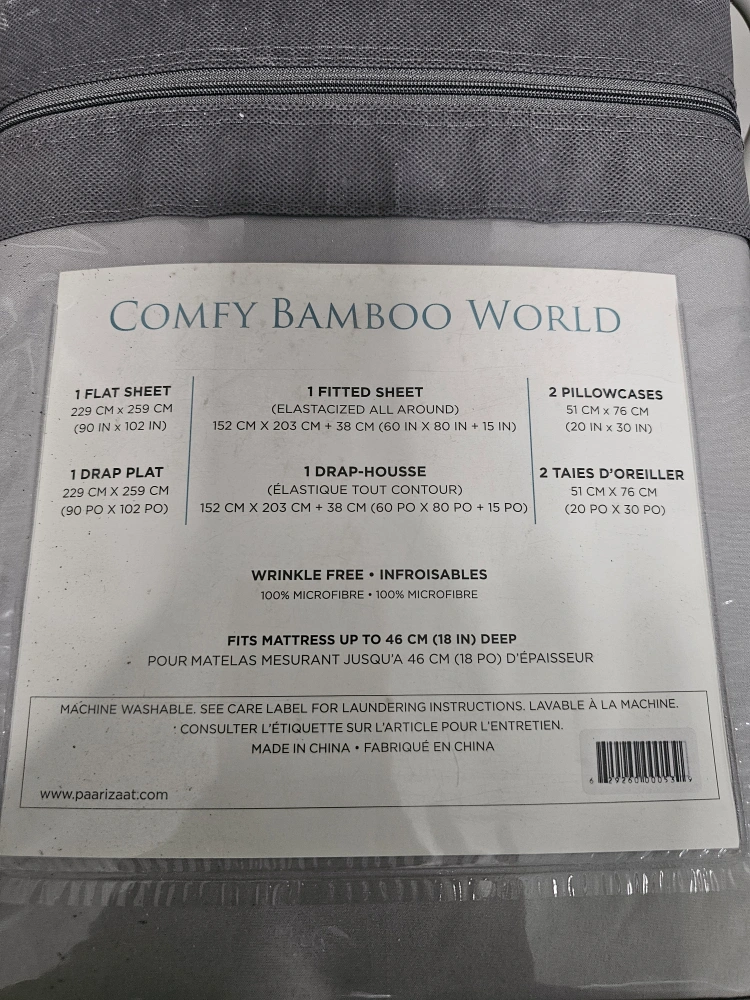 COMFY BAMBOO WORLD
1 FLAT SHEET
229 CM x 259 CM
(90 IN x 102 IN)
1 DRAP PLAT
229 CM X 259 CM
(90 PO X 102 PO)
1 FITTED SHEET
(ELASTACIZED ALL AROUND)
152 CM X 203 CM + 38 CM (60 IN X 80 IN + 15 IN)
1 DRAP-HOUSSE
(ÉLASTIQUE TOUT CONTOUR)
152 CM X 203 CM + 38 CM (60 PO X 80 PO + 15 PO)
2 PILLOWCASES
51 CM x 76 CM
(20 IN x 30 IN)
2 TAIES D'OREILLER
51 CM X 76 CM
(20 PO X 30 PO)
WRINKLE FREE • INFROISABLES
100% MICROFIBRE • 100% MICROFIBRE
FITS MATTRESS UP TO 46 CM (18 IN) DEEP
POUR MATELAS MESURANT JUSQU'A 46 CM (18 PO) D'ÉPAISSEUR
MACHINE WASHABLE. SEE CARE LABEL FOR LAUNDERING INSTRUCTIONS. LAVABLE À LA MACHINE.
CONSULTER L'ÉTIQUETTE SUR L'ARTICLE POUR L'ENTRETIEN.
MADE IN CHINA • FABRIQUÉ EN CHINA
6 29260 00053 9
www.paarizaat.com